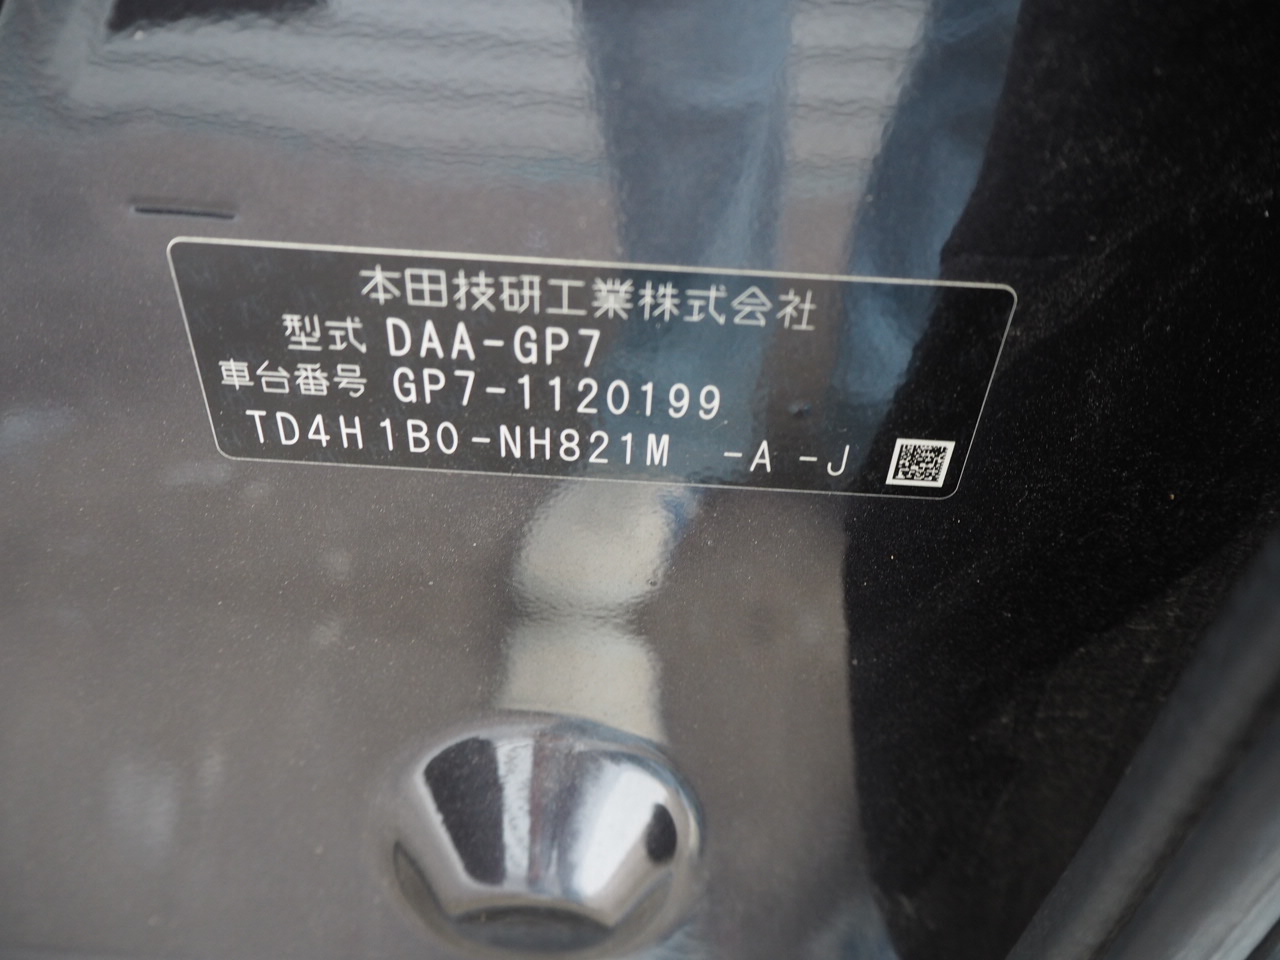 本田技研工業株式会社
型式 DAA-GP7
車台番号 GP7-1120199
TD4H1B0-NH821M -A -J